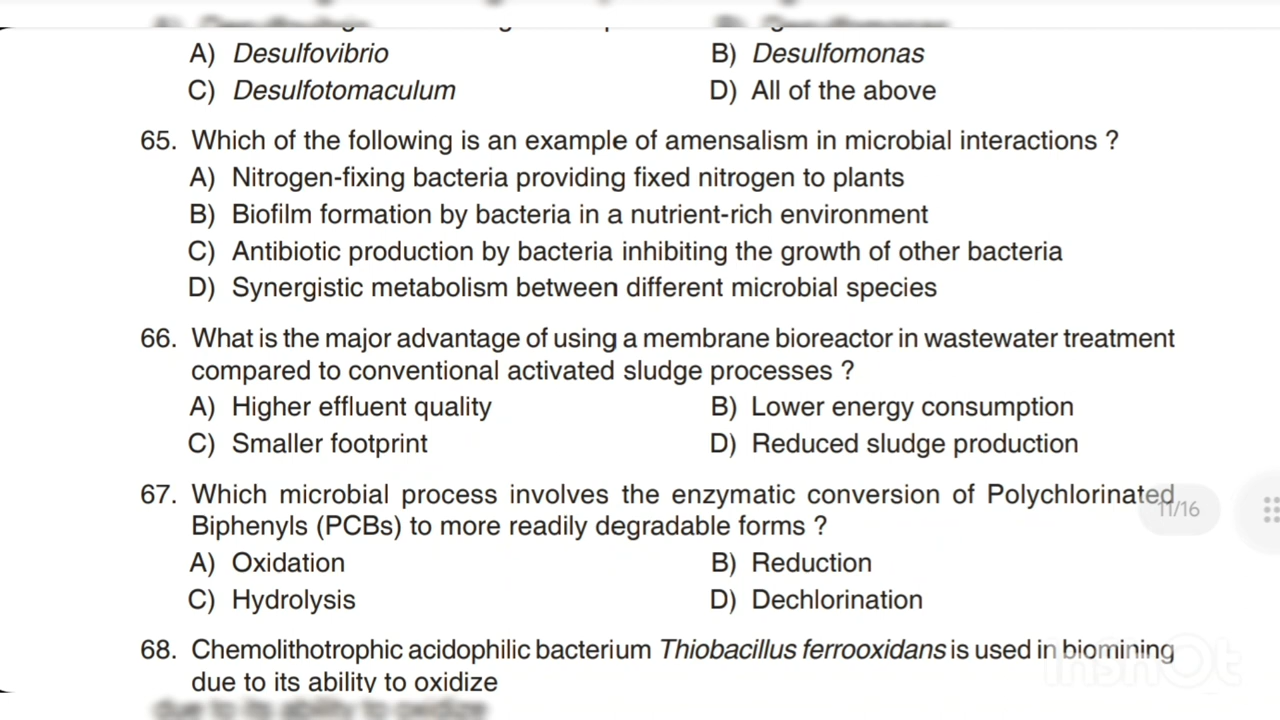 A) Desulfovibrio B) Desulfomonas
C) Desulfotomaculum D) All of the above
65. Which of the following is an example of amensalism in microbial interactions ?
A) Nitrogen-fixing bacteria providing fixed nitrogen to plants
B) Biofilm formation by bacteria in a nutrient-rich environment
C) Antibiotic production by bacteria inhibiting the growth of other bacteria
D) Synergistic metabolism between different microbial species
66. What is the major advantage of using a membrane bioreactor in wastewater treatment
compared to conventional activated sludge processes ?
A) Higher effluent quality B) Lower energy consumption
C) Smaller footprint D) Reduced sludge production
67. Which microbial process involves the enzymatic conversion of Polychlorinated
Biphenyls (PCBs) to more readily degradable forms ?
11/16
A) Oxidation B) Reduction
C) Hydrolysis D) Dechlorination
68. Chemolithotrophic acidophilic bacterium Thiobacillus ferrooxidans is used in biomining
due to its ability to oxidize
InShOt